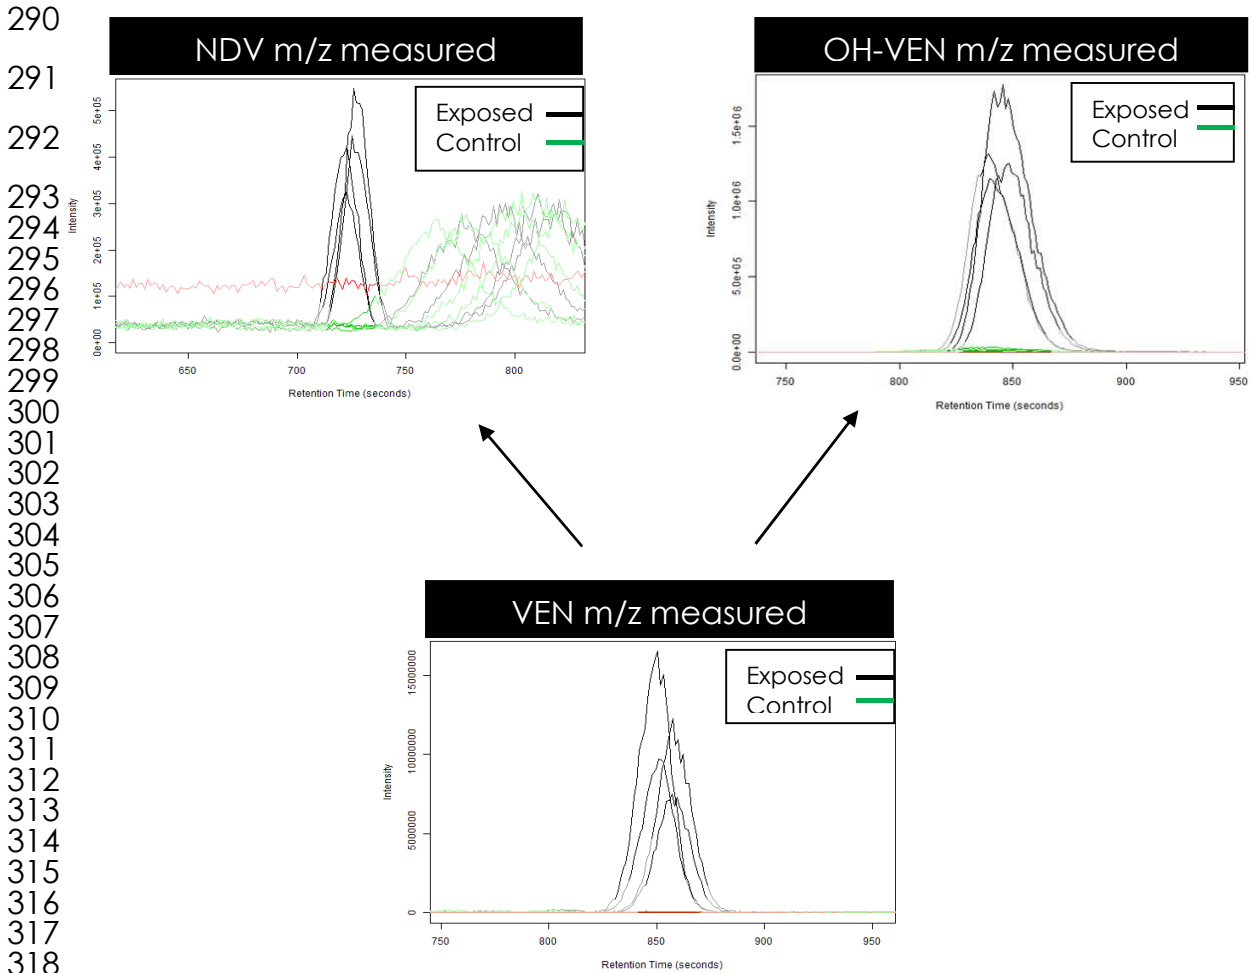 290
291
292
293
294
295
296
297
298
299
300
301
302
303
304
305
306
307
308
309
310
311
312
313
314
315
316
317
318
NDV m/z measured
Exposed
Control
Intensity
0e+00 1e+05 2e+05 3e+05 4e+05 5e+05
650 700 750 800
Retention Time (seconds)
OH-VEN m/z measured
Exposed
Control
Intensity
0.0e+00 5.0e+05 1.0e+06 1.5e+06
750 800 850 900 950
Retention Time (seconds)
VEN m/z measured
Exposed
Control
Intensity
0 5000000 10000000 15000000
750 800 850 900 950
Retention Time (seconds)